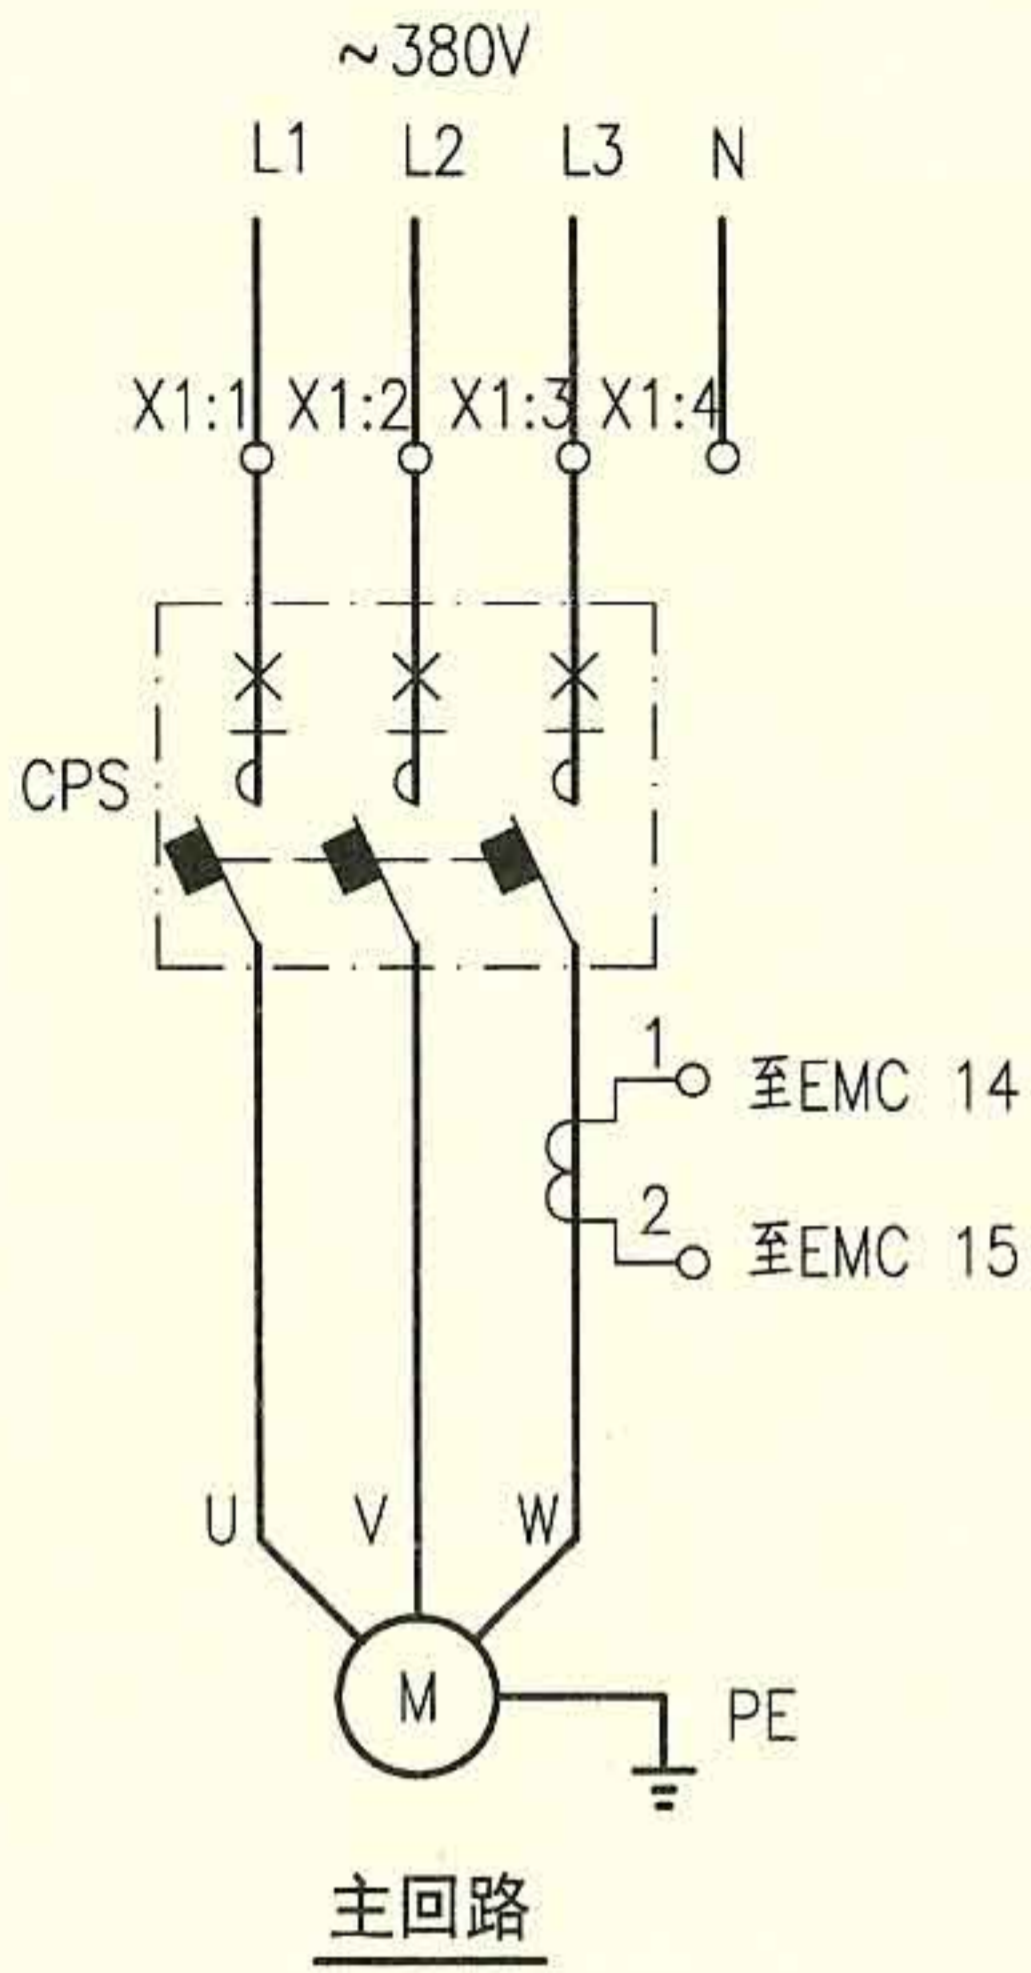 ~380V
L1 L2 L3 N
X1:1 X1:2 X1:3 X1:4
CPS
1
至EMC 14
2
至EMC 15
U V W
M
PE
主回路